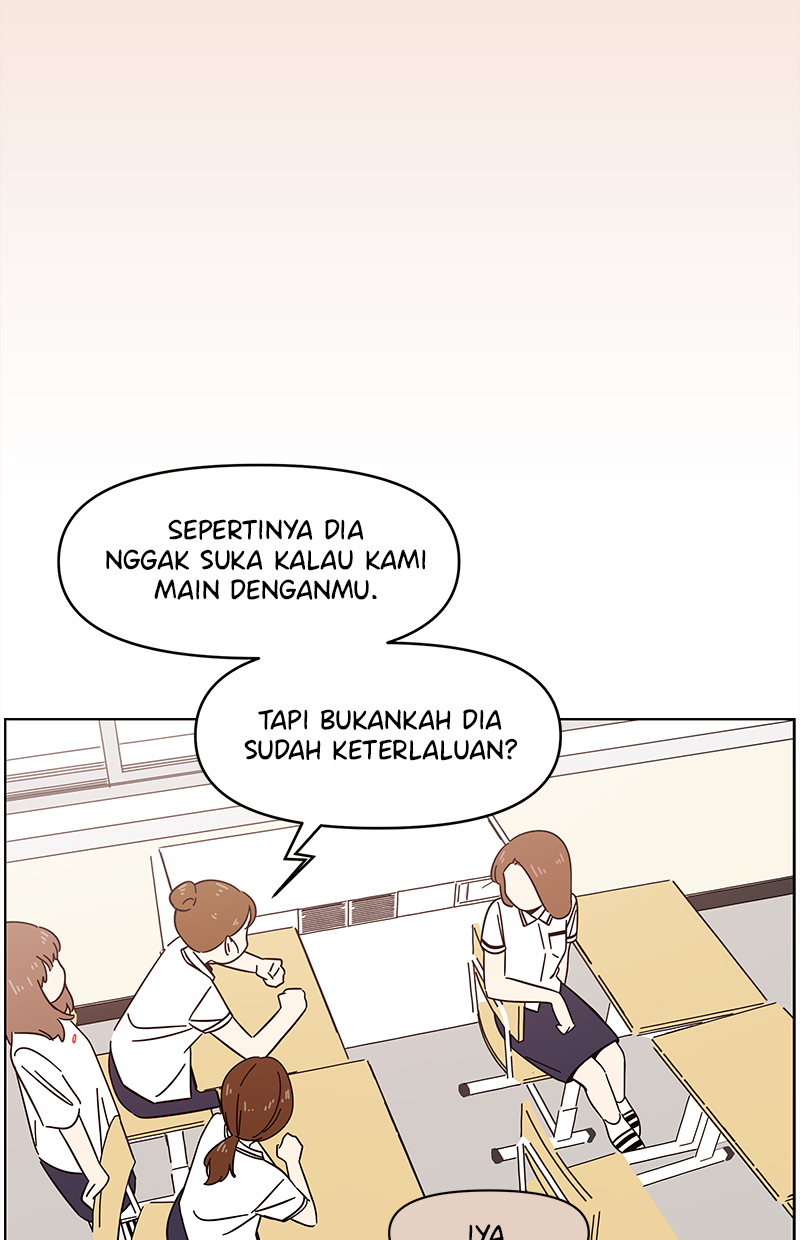 SEPERTINYA DIA
NGGAK SUKA KALAU KAMI
MAIN DENGANMU.
TAPI BUKANKAH DIA
SUDAH KETERLALUAN?
IYA